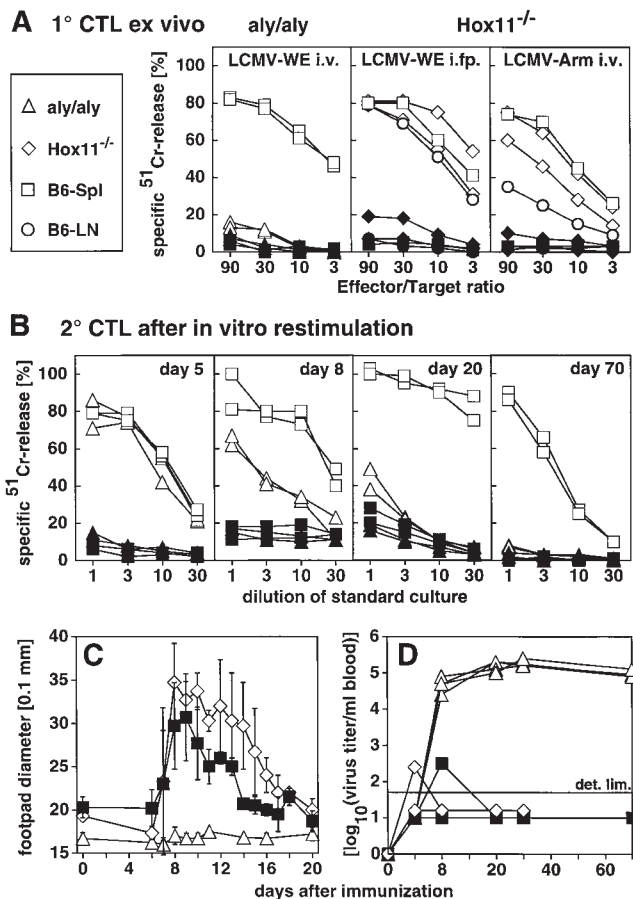 A 1° CTL ex vivo aly/aly Hox11⁻/⁻
LCMV-WE i.v. LCMV-WE i.fp. LCMV-Arm i.v.
aly/aly
Hox11⁻/⁻
B6-Spl
B6-LN
specific ⁵¹Cr-release [%]
100
80
60
40
20
0
90 30 10 3 90 30 10 3 90 30 10 3
Effector/Target ratio
B 2° CTL after in vitro restimulation
day 5 day 8 day 20 day 70
specific ⁵¹Cr-release [%]
100
80
60
40
20
0
1 3 10 30 1 3 10 30 1 3 10 30 1 3 10 30
dilution of standard culture
C
footpad diameter [0.1 mm]
40
35
30
25
20
15
0 4 8 12 16 20
D
[log₁₀(virus titer/ml blood)]
6
5
4
3
2
1
det. lim.
0 8 20 40 60
days after immunization